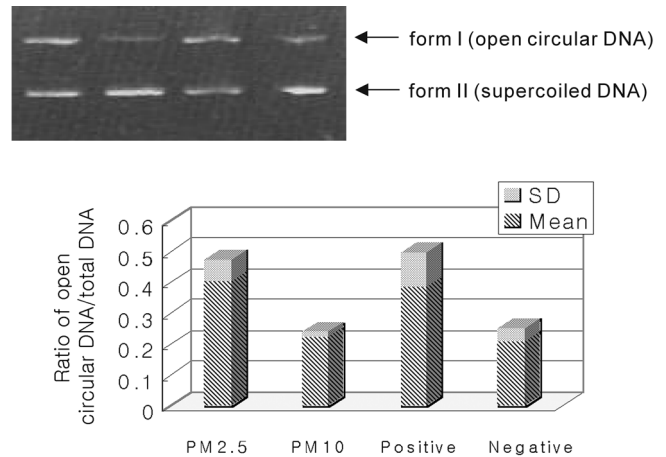 form I (open circular DNA)
form II (supercoiled DNA)
SD
Mean
Ratio of open
circular DNA/total DNA
0.6
0.5
0.4
0.3
0.2
0.1
0
PM2.5 PM10 Positive Negative